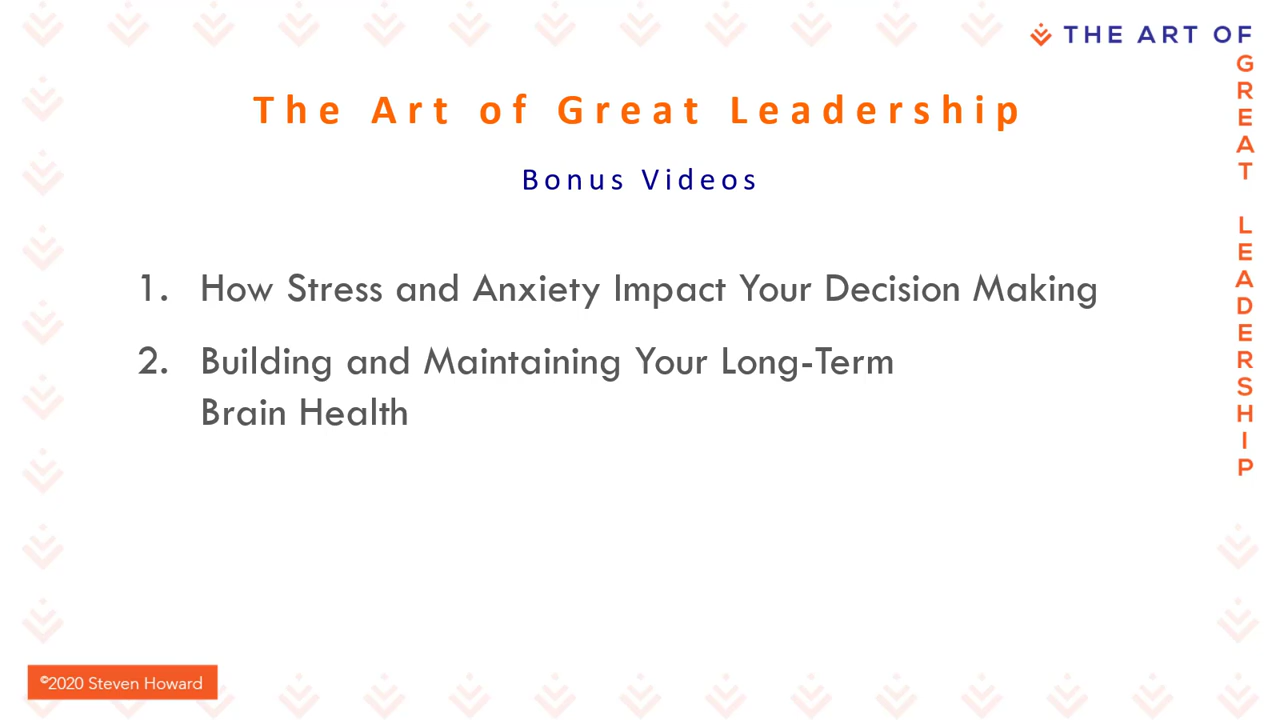 THE ART OF
GREAT LEADERSHIP
The Art of Great Leadership
Bonus Videos
1. How Stress and Anxiety Impact Your Decision Making
2. Building and Maintaining Your Long-Term
Brain Health
©2020 Steven Howard